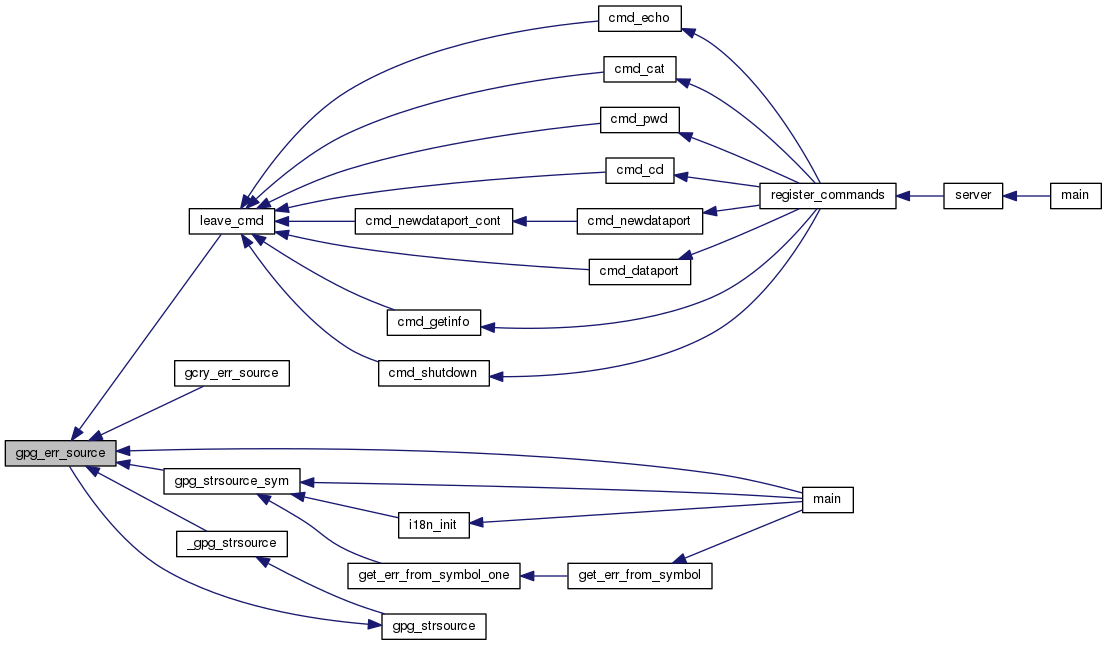 cmd_echo
cmd_cat
cmd_pwd
cmd_cd
register_commands
server
main
leave_cmd
cmd_newdataport_cont
cmd_newdataport
cmd_dataport
cmd_getinfo
gcry_err_source
cmd_shutdown
gpg_err_source
gpg_strsource_sym
main
i18n_init
_gpg_strsource
get_err_from_symbol_one
get_err_from_symbol
gpg_strsource